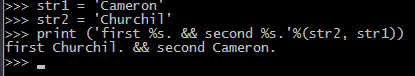 >>> str1 = 'Cameron'
>>> str2 = 'Churchil'
>>> print ('first %s. && second %s.'%(str2, str1))
first Churchil. && second Cameron.
>>> _